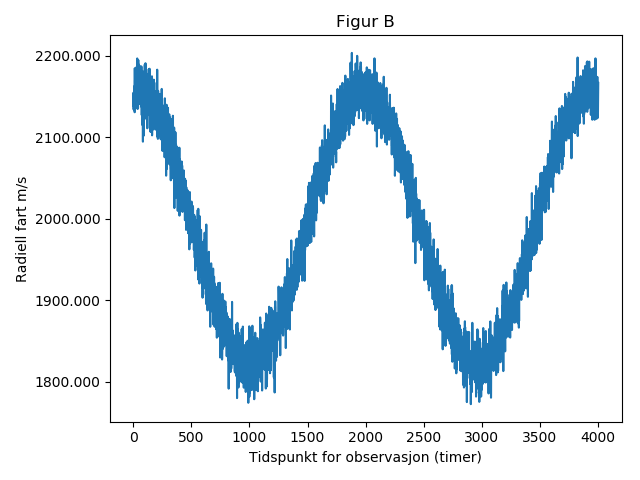 Figur B
Radiell fart m/s
2200.000
2100.000
2000.000
1900.000
1800.000
0 500 1000 1500 2000 2500 3000 3500 4000
Tidspunkt for observasjon (timer)